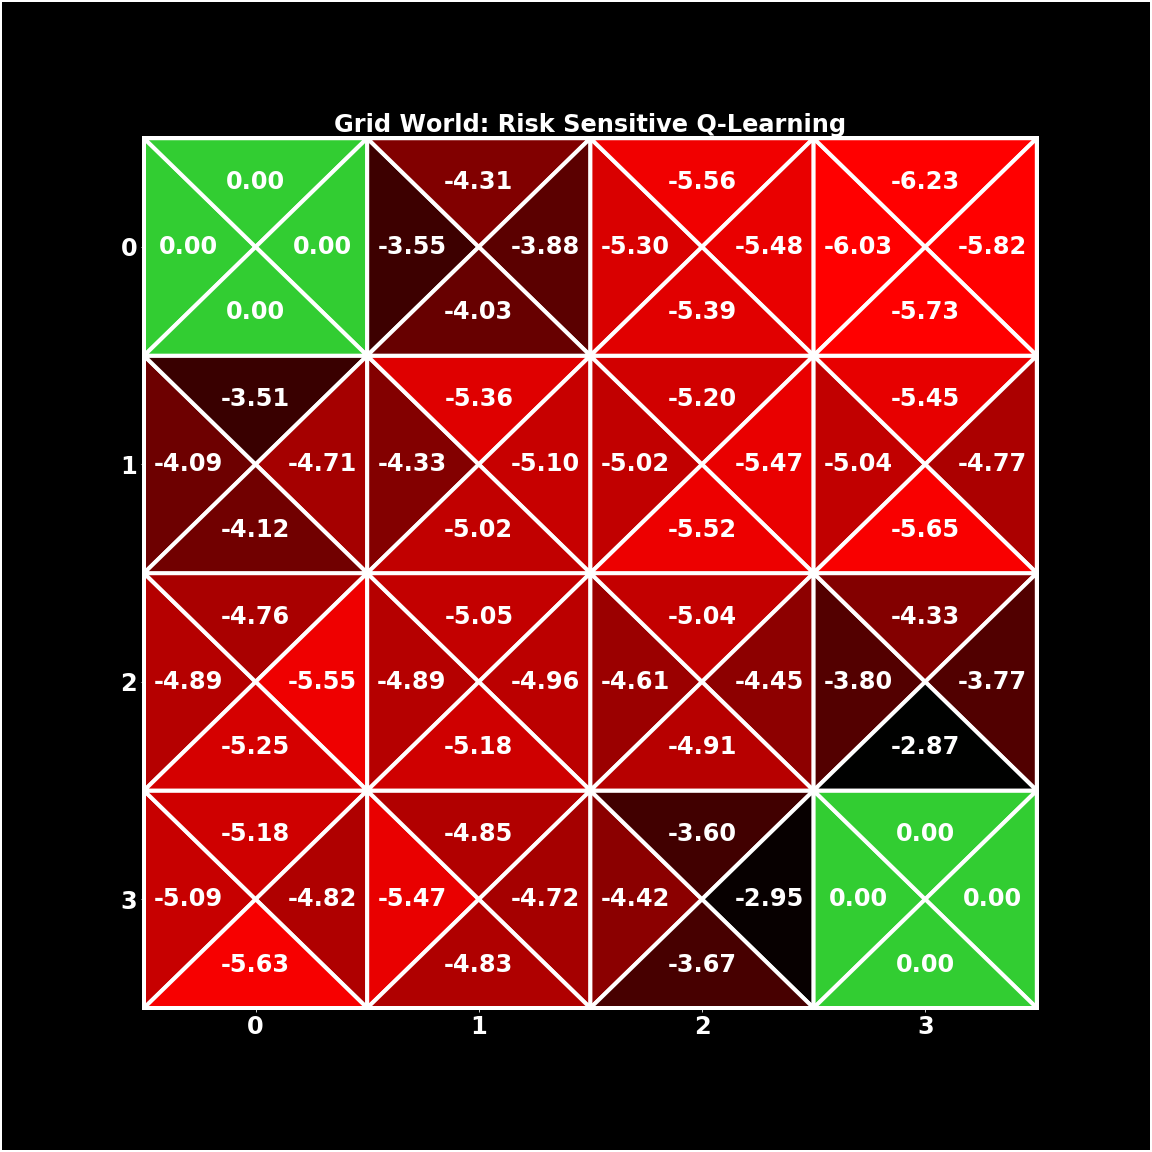 Grid World: Risk Sensitive Q-Learning
0.00 -4.31 -5.56 -6.23
0 0.00 0.00 -3.55 -3.88 -5.30 -5.48 -6.03 -5.82
0.00 -4.03 -5.39 -5.73
-3.51 -5.36 -5.20 -5.45
1 -4.09 -4.71 -4.33 -5.10 -5.02 -5.47 -5.04 -4.77
-4.12 -5.02 -5.52 -5.65
-4.76 -5.05 -5.04 -4.33
2 -4.89 -5.55 -4.89 -4.96 -4.61 -4.45 -3.80 -3.77
-5.25 -5.18 -4.91 -2.87
-5.18 -4.85 -3.60 0.00
3 -5.09 -4.82 -5.47 -4.72 -4.42 -2.95 0.00 0.00
-5.63 -4.83 -3.67 0.00
0 1 2 3